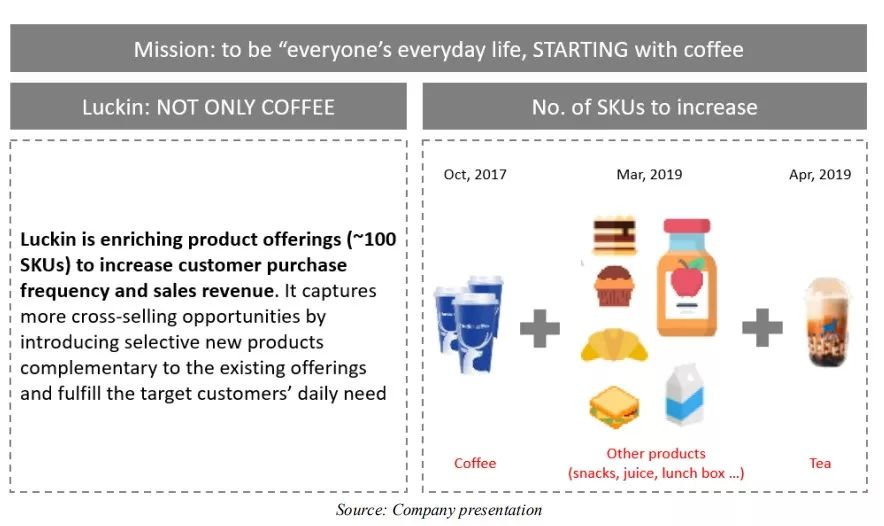 Mission: to be “everyone’s everyday life, STARTING with coffee
Luckin: NOT ONLY COFFEE
No. of SKUs to increase
Luckin is enriching product offerings (~100
SKUs) to increase customer purchase
frequency and sales revenue. It captures
more cross-selling opportunities by
introducing selective new products
complementary to the existing offerings
and fulfill the target customers’ daily need
Oct, 2017
Mar, 2019
Apr, 2019
Coffee
Other products
(snacks, juice, lunch box ...)
Tea
Source: Company presentation